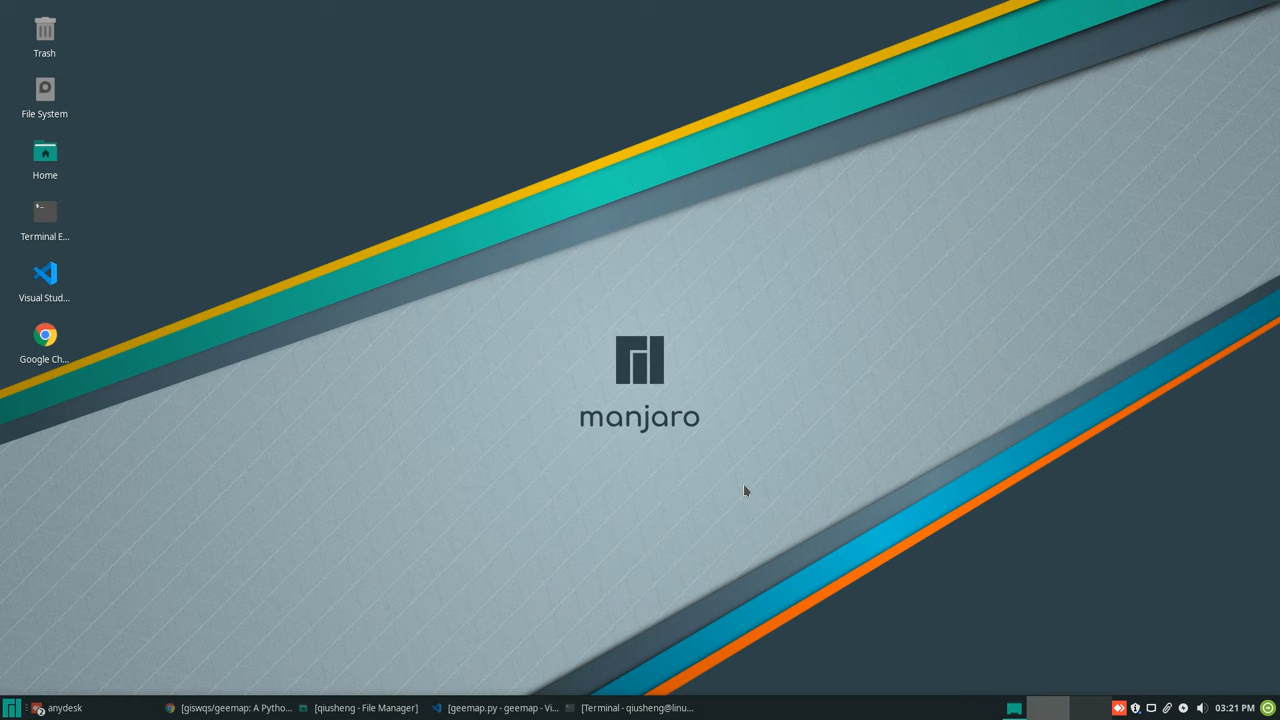 Trash
File System
Home
Terminal E...
Visual Stud...
Google Ch...
manjaro
anydesk
[giswqs/geemap: A Pytho...
[qiusheng - File Manager]
[geemap.py - geemap - Vi...
[Terminal - qiusheng@linu...
03:21 PM